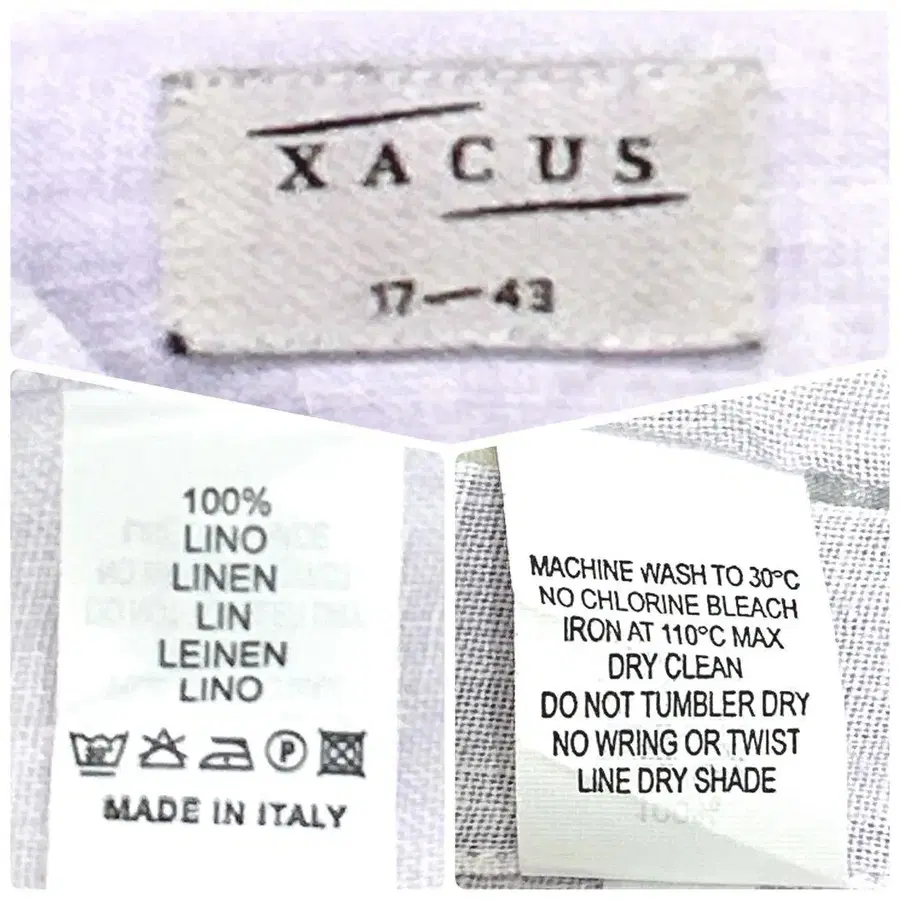 XACUS
17—43
100%
LINO
LINEN
LIN
LEINEN
LINO
30°
P
MADE IN ITALY
MACHINE WASH TO 30°C
NO CHLORINE BLEACH
IRON AT 110°C MAX
DRY CLEAN
DO NOT TUMBLER DRY
NO WRING OR TWIST
LINE DRY SHADE